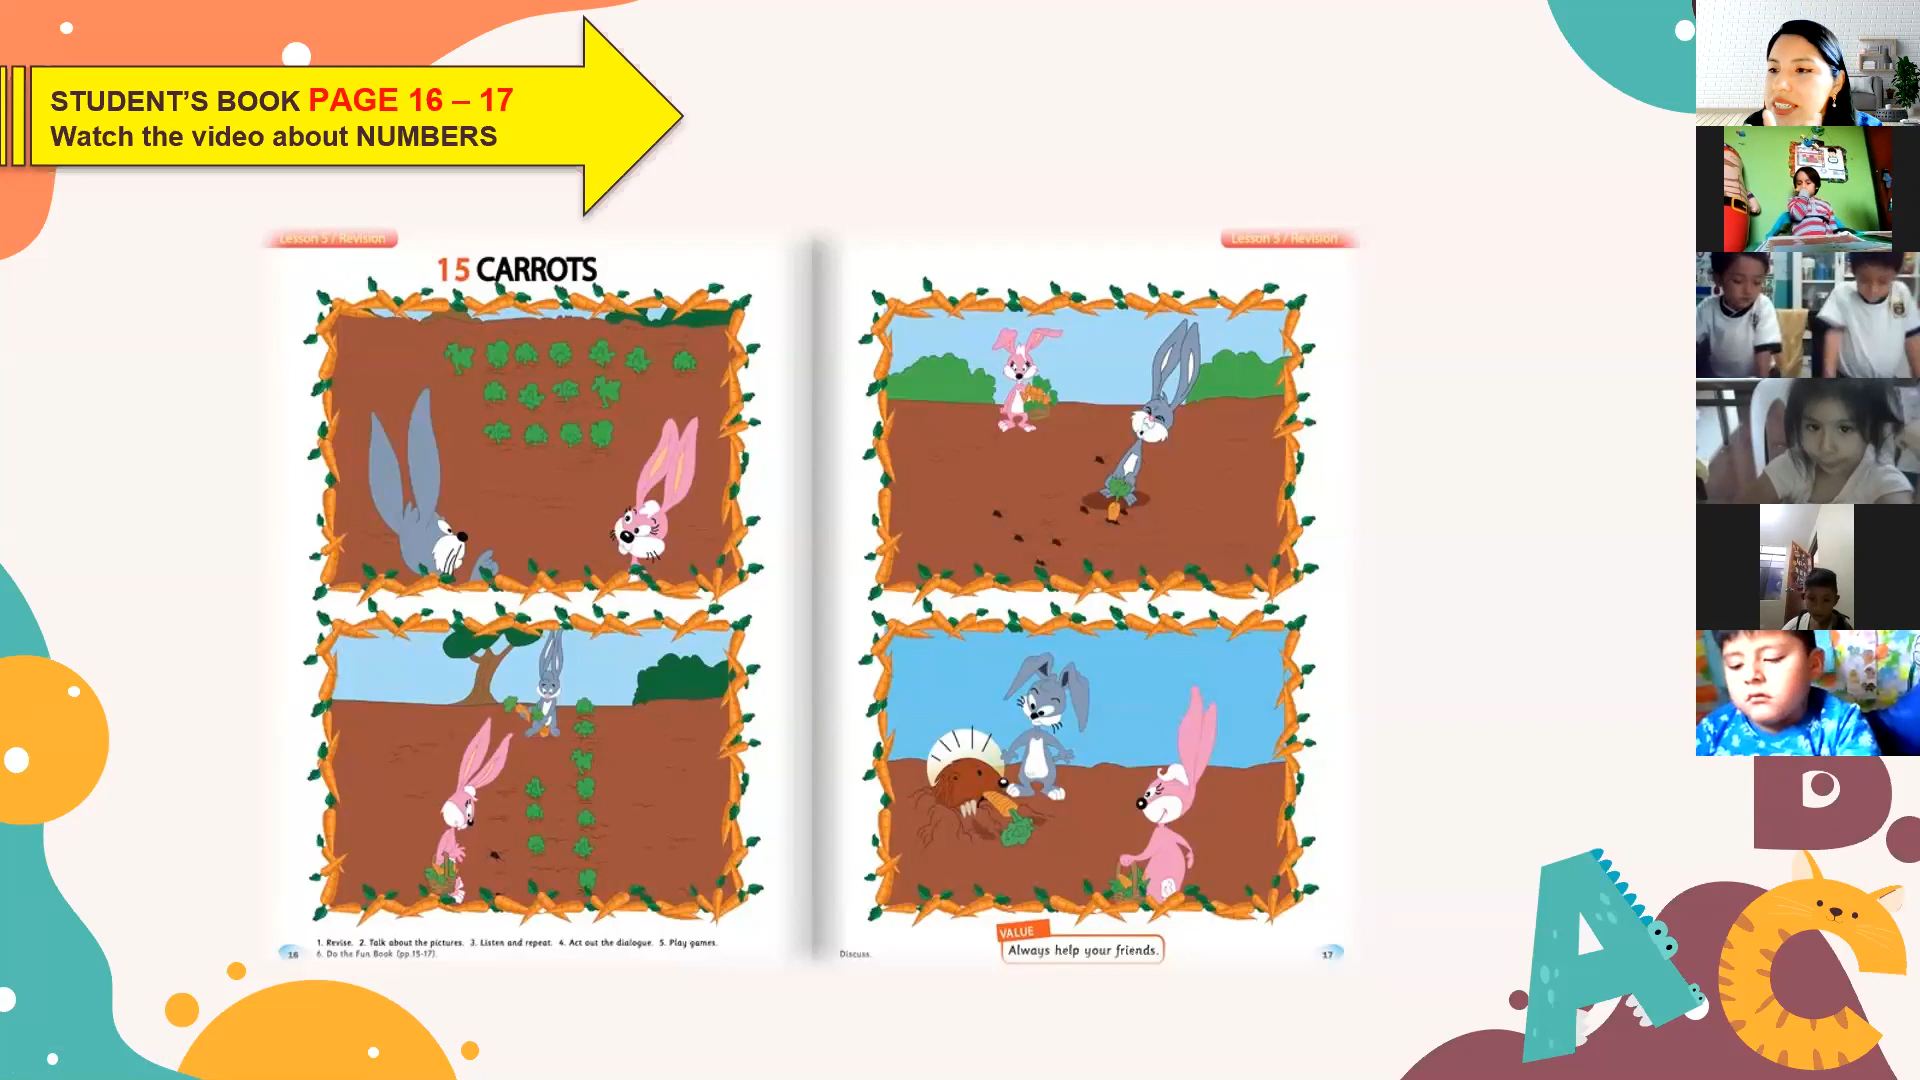 STUDENT’S BOOK PAGE 16 – 17
Watch the video about NUMBERS
Lesson 5 / Revision
15 CARROTS
1. Revise. 2. Talk about the pictures. 3. Listen and repeat. 4. Act out the dialogue. 5. Play games.
6. Do the Fun Book (pp.15-17).
16
Lesson 5 / Revision
VALUE
Always help your friends.
Discuss.
17
B
A
C